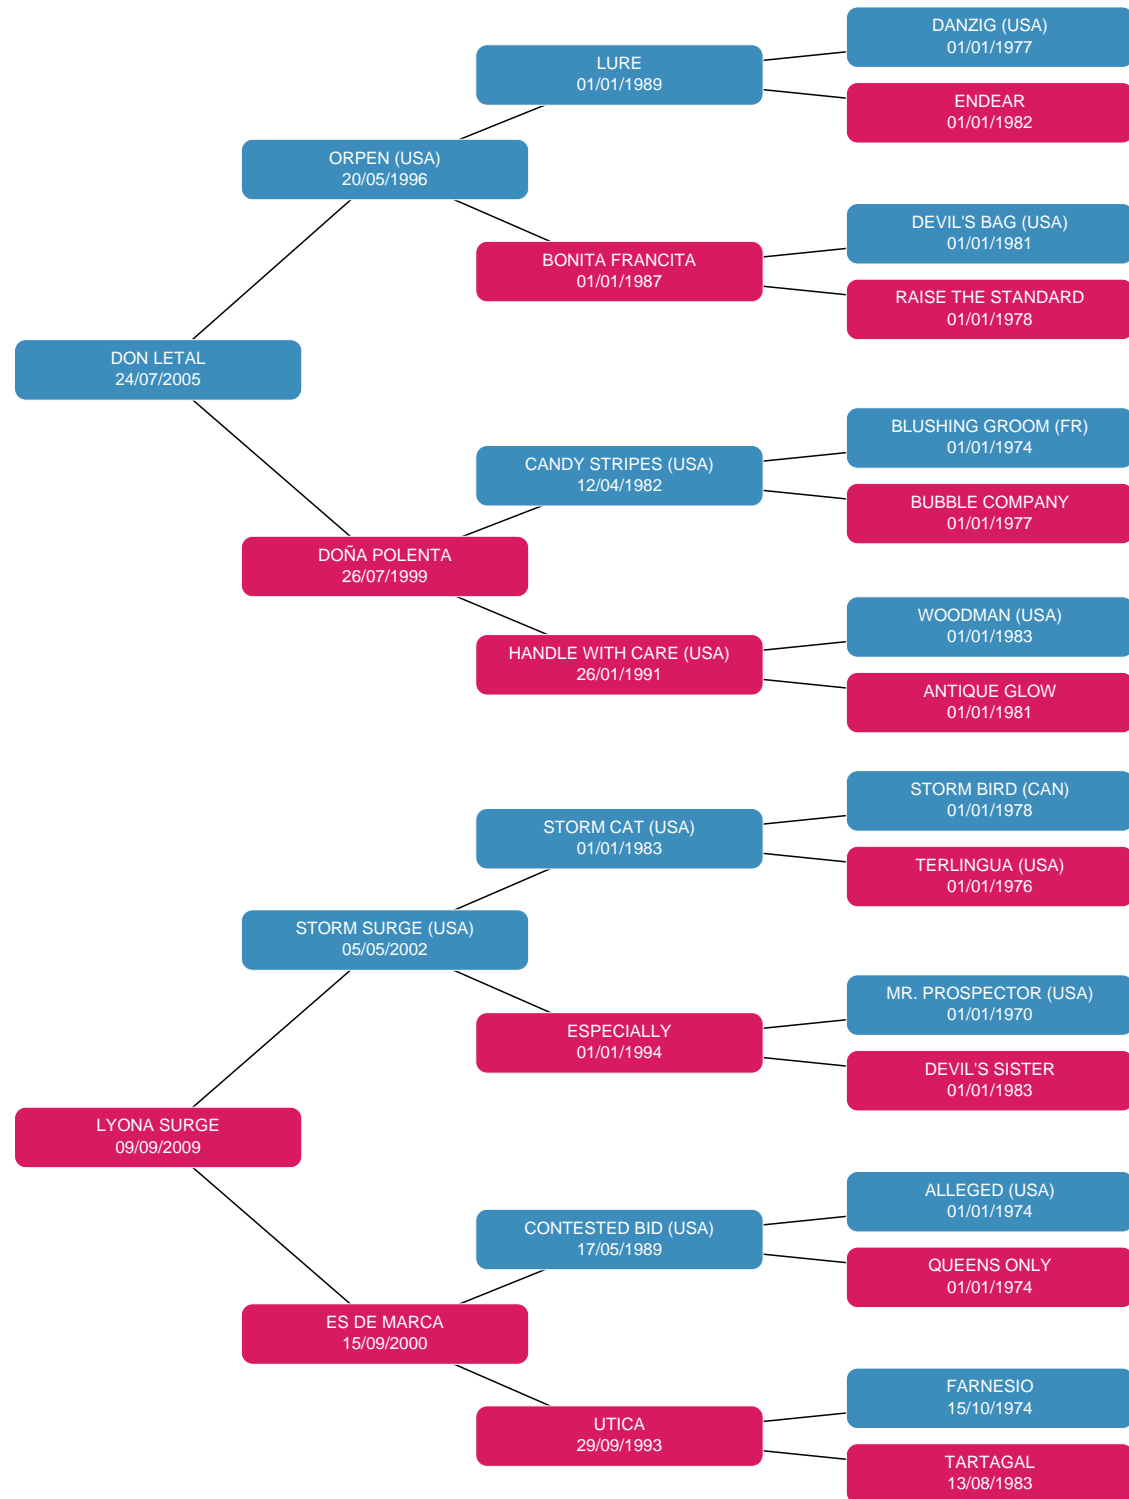 DANZIG (USA)
01/01/1977
LURE
01/01/1989
ENDEAR
01/01/1982
ORPEN (USA)
20/05/1996
DEVIL'S BAG (USA)
01/01/1981
BONITA FRANCITA
01/01/1987
RAISE THE STANDARD
01/01/1978
DON LETAL
24/07/2005
BLUSHING GROOM (FR)
01/01/1974
CANDY STRIPES (USA)
12/04/1982
BUBBLE COMPANY
01/01/1977
DOÑA POLENTA
26/07/1999
WOODMAN (USA)
01/01/1983
HANDLE WITH CARE (USA)
26/01/1991
ANTIQUE GLOW
01/01/1981
STORM BIRD (CAN)
01/01/1978
STORM CAT (USA)
01/01/1983
TERLINGUA (USA)
01/01/1976
STORM SURGE (USA)
05/05/2002
MR. PROSPECTOR (USA)
01/01/1970
ESPECIALLY
01/01/1994
DEVIL'S SISTER
01/01/1983
LYONA SURGE
09/09/2009
ALLEGED (USA)
01/01/1974
CONTESTED BID (USA)
17/05/1989
QUEENS ONLY
01/01/1974
ES DE MARCA
15/09/2000
FARNESIO
15/10/1974
UTICA
29/09/1993
TARTAGAL
13/08/1983